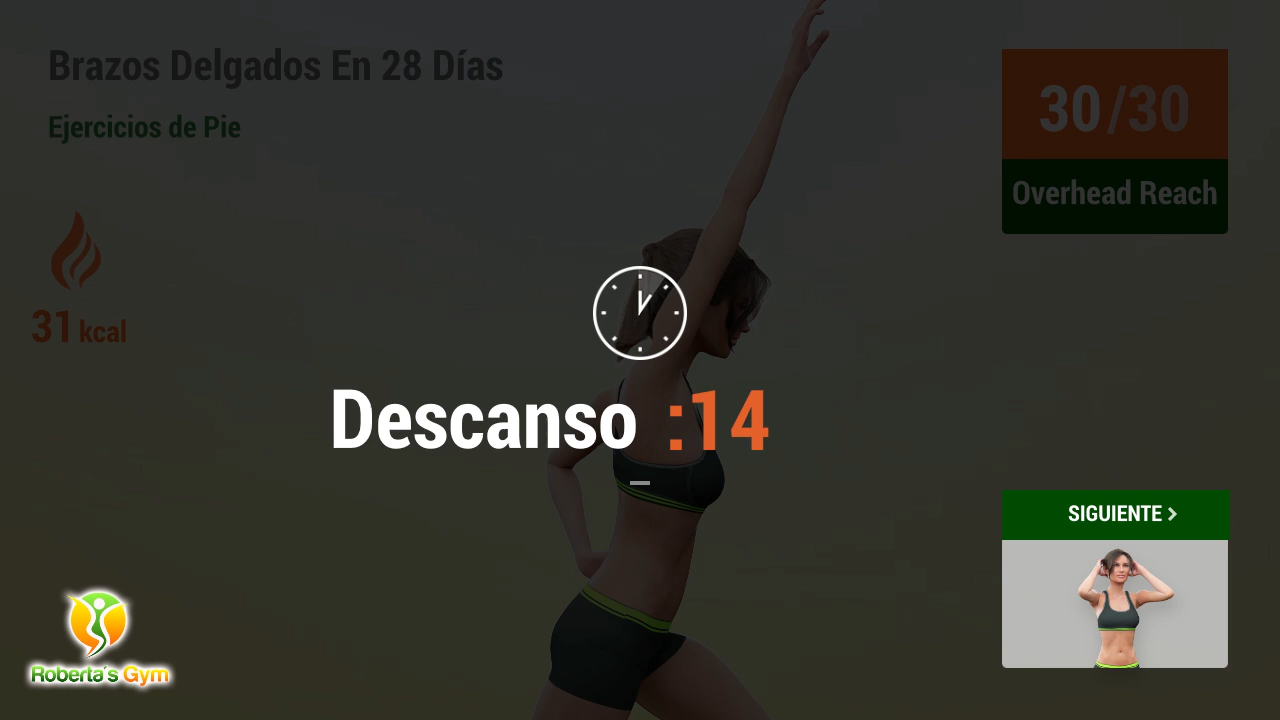 Brazos Delgados En 28 Días
Ejercicios de Pie
30/30
Overhead Reach
31 kcal
Descanso :14
SIGUIENTE >
Roberta´s Gym